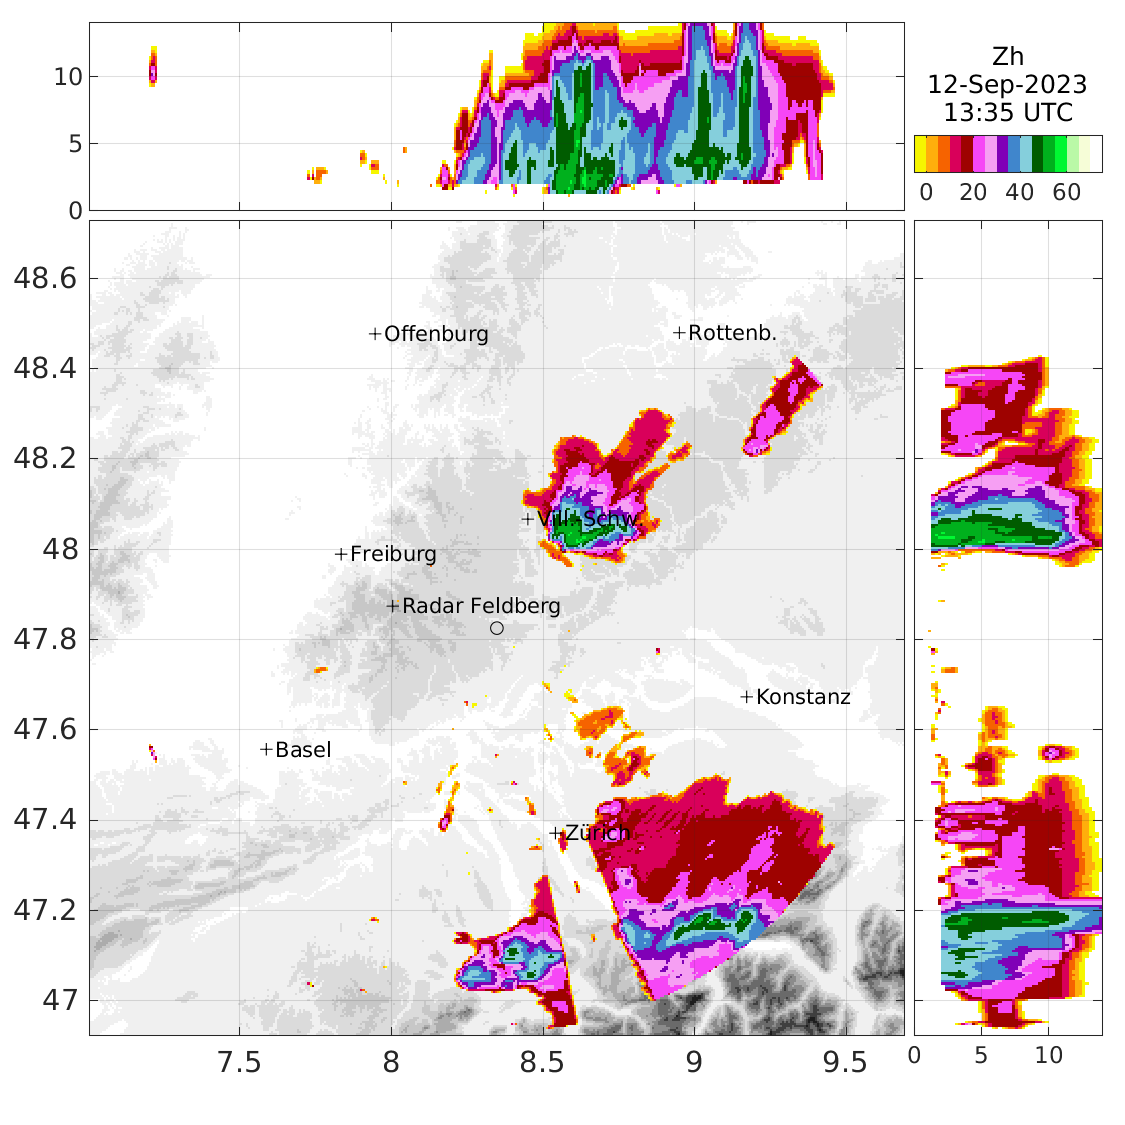 Zh
12-Sep-2023
13:35 UTC
0 20 40 60
10
5
0
48.6
48.4
48.2
48
47.8
47.6
47.4
47.2
47
+Offenburg
+Rottenb.
+Vill.-Schw.
+Freiburg
+Radar Feldberg
+Konstanz
+Basel
+Zürich
7.5 8 8.5 9 9.5
0 5 10